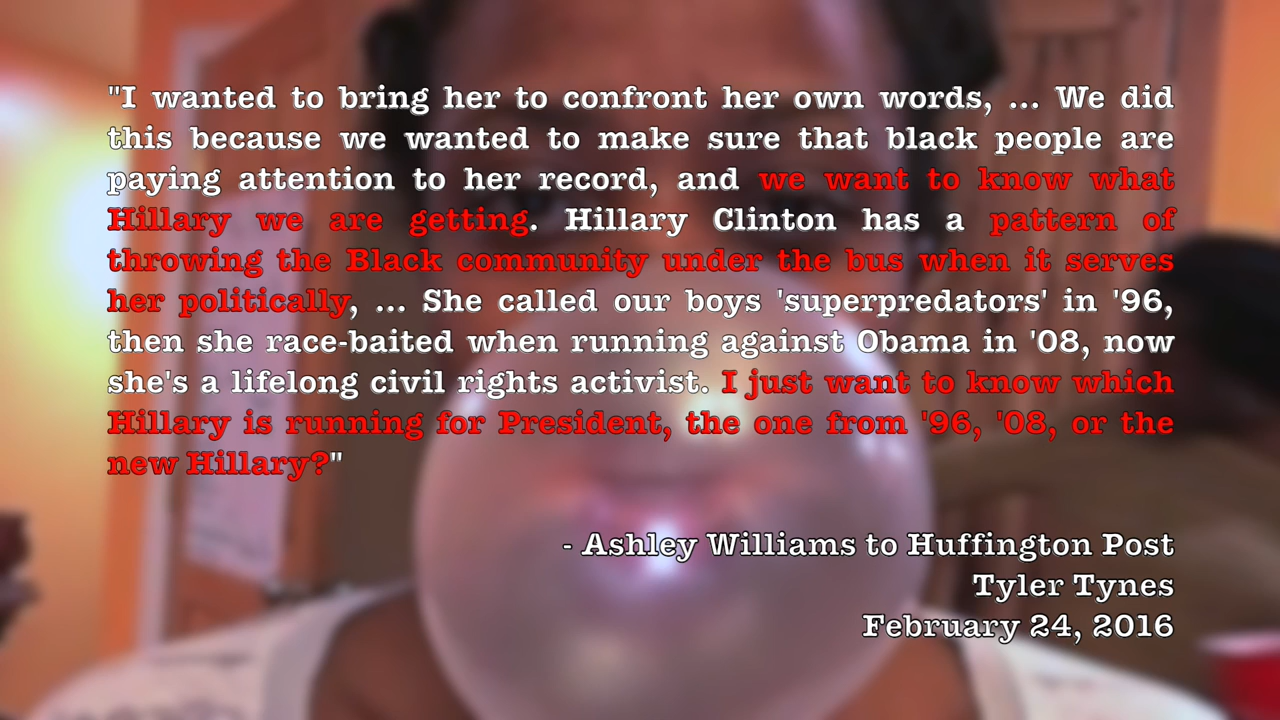 "I wanted to bring her to confront her own words, ... We did
this because we wanted to make sure that black people are
paying attention to her record, and we want to know what
Hillary we are getting. Hillary Clinton has a pattern of
throwing the Black community under the bus when it serves
her politically, ... She called our boys 'superpredators' in '96,
then she race-baited when running against Obama in '08, now
she's a lifelong civil rights activist. I just want to know which
Hillary is running for President, the one from '96, '08, or the
new Hillary?"
- Ashley Williams to Huffington Post
Tyler Tynes
February 24, 2016